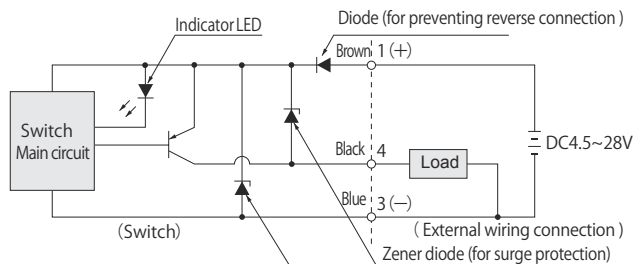 Diode (for preventing reverse connection )
Indicator LED
Brown 1 (+)
Switch
Main circuit
Black 4
Load
DC4.5~28V
Blue 3 (−)
(Switch)
( External wiring connection )
Zener diode (for surge protection)